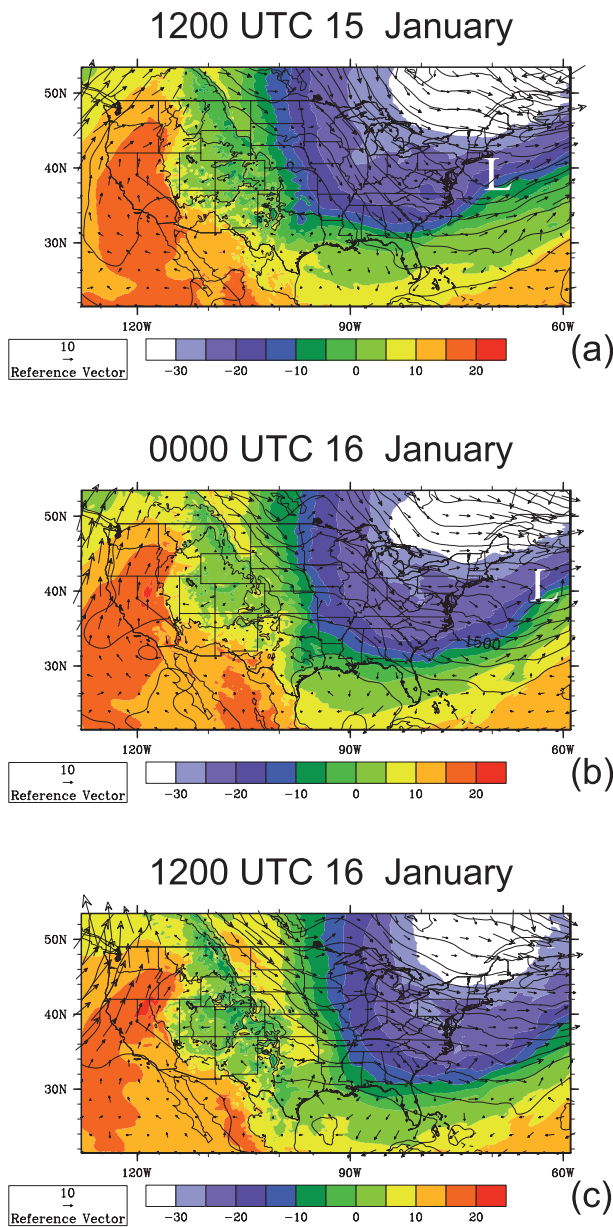 1200 UTC 15 January
50N
40N
L
30N
120W 90W 60W
10
Reference Vector
-30 -20 -10 0 10 20
(a)
0000 UTC 16 January
50N
40N
L
1500
30N
120W 90W 60W
10
Reference Vector
-30 -20 -10 0 10 20
(b)
1200 UTC 16 January
50N
40N
30N
120W 90W 60W
10
Reference Vector
-30 -20 -10 0 10 20
(c)